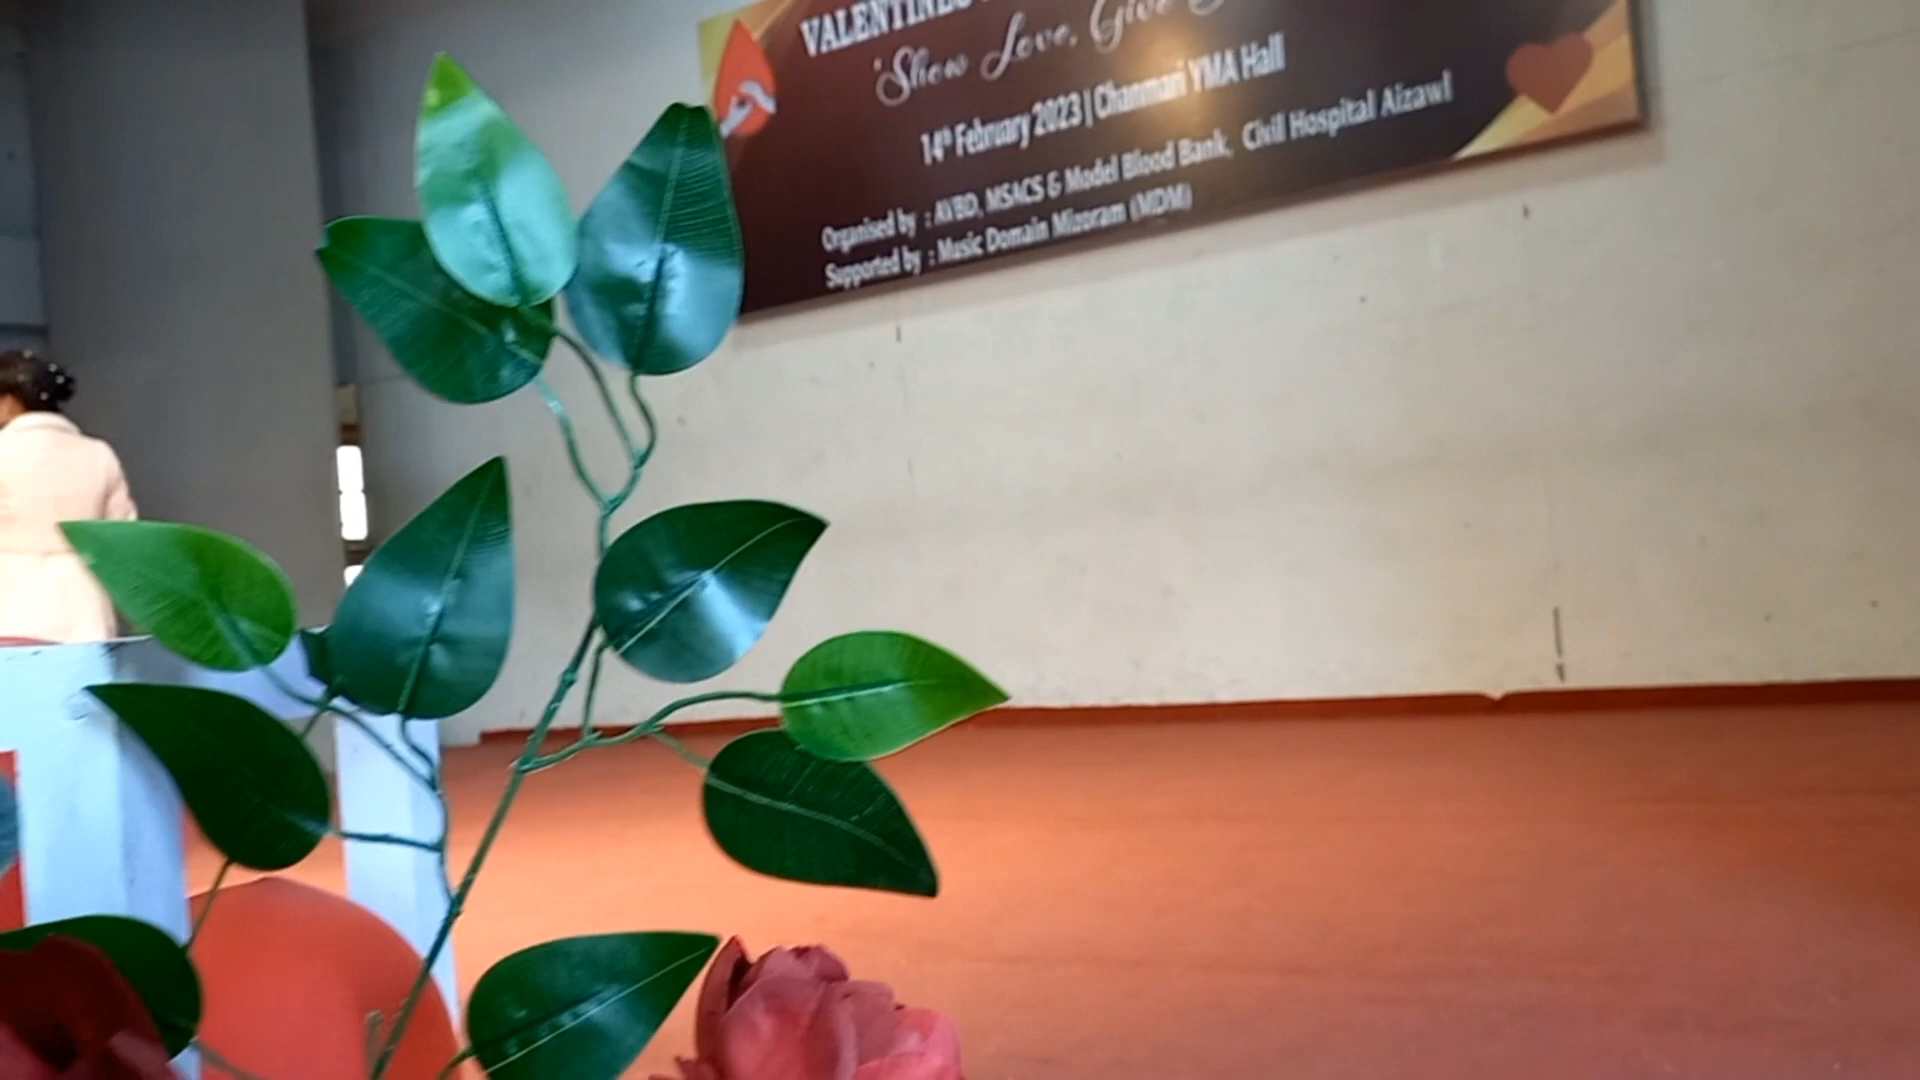 VALENTINES
'Show Love, Give
14th February 2023 | Chanmari YMA Hall
Organised by : AVBD, MSACS & Model Blood Bank, Civil Hospital Aizawl
Supported by : Music Domain Mizoram (MDM)